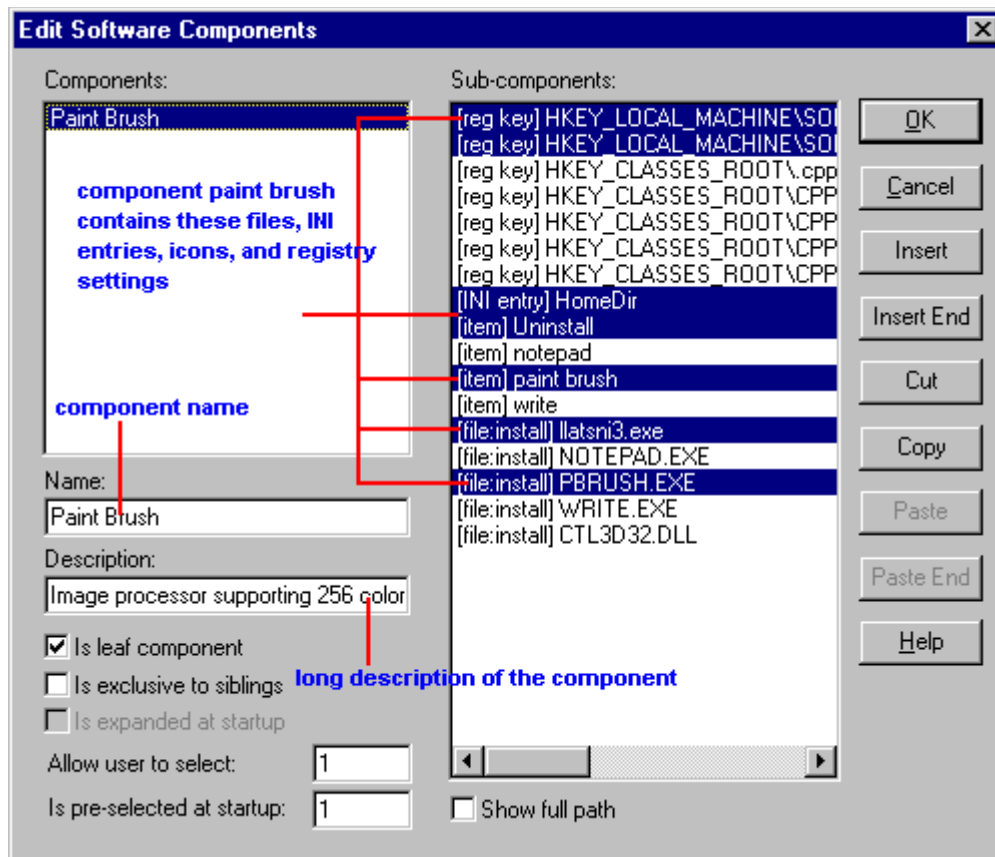 Edit Software Components
Components:
Paint Brush
component paint brush
contains these files, INI
entries, icons, and registry
settings
component name
Name:
Paint Brush
Description:
Image processor supporting 256 color
Is leaf component
Is exclusive to siblings
Is expanded at startup
long description of the component
Allow user to select: 1
Is pre-selected at startup: 1
Sub-components:
[reg key] HKEY_LOCAL_MACHINE\SOI
[reg key] HKEY_LOCAL_MACHINE\SOI
[reg key] HKEY_CLASSES_ROOT\.cpp
[reg key] HKEY_CLASSES_ROOT\CPP
[reg key] HKEY_CLASSES_ROOT\CPP
[reg key] HKEY_CLASSES_ROOT\CPP
[reg key] HKEY_CLASSES_ROOT\CPP
[INI entry] HomeDir
[item] Uninstall
[item] notepad
[item] paint brush
[item] write
[file:install] llatsni3.exe
[file:install] NOTEPAD.EXE
[file:install] PBRUSH.EXE
[file:install] WRITE.EXE
[file:install] CTL3D32.DLL
Show full path
OK
Cancel
Insert
Insert End
Cut
Copy
Paste
Paste End
Help